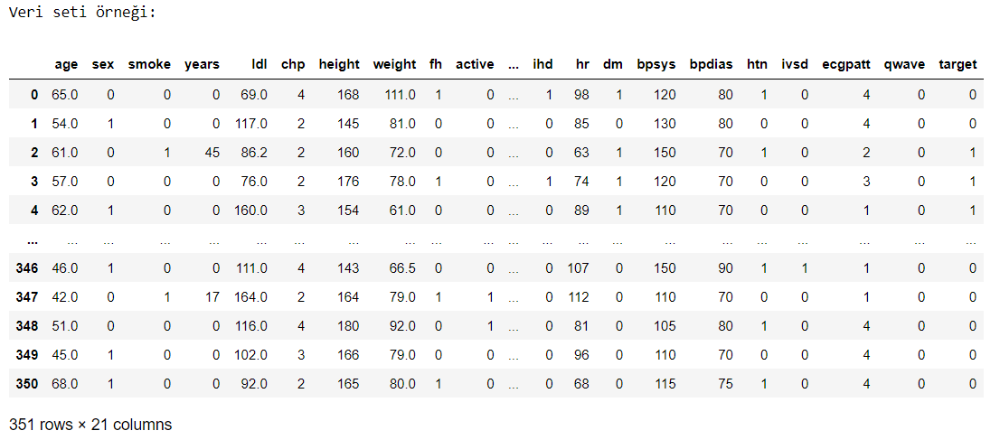 Veri seti örneği:
age sex smoke years ldl chp height weight fh active ... ihd hr dm bpsys bpdias htn ivsd ecgpatt qwave target
0 65.0 0 0 0 69.0 4 168 111.0 1 0 ... 1 98 1 120 80 1 0 4 0 0
1 54.0 1 0 0 117.0 2 145 81.0 0 0 ... 0 85 0 130 80 0 0 4 0 0
2 61.0 0 1 45 86.2 2 160 72.0 0 0 ... 0 63 1 150 70 1 0 2 0 1
3 57.0 0 0 0 76.0 2 176 78.0 1 0 ... 1 74 1 120 70 0 0 3 0 1
4 62.0 1 0 0 160.0 3 154 61.0 0 0 ... 0 89 1 110 70 0 0 1 0 1
... ... ... ... ... ... ... ... ... ... ... ... ... ... ... ... ... ... ... ... ... ...
346 46.0 1 0 0 111.0 4 143 66.5 0 0 ... 0 107 0 150 90 1 1 1 0 0
347 42.0 0 1 17 164.0 2 164 79.0 1 1 ... 0 112 0 110 70 0 0 1 0 0
348 51.0 0 0 0 116.0 4 180 92.0 0 1 ... 0 81 0 105 80 1 0 4 0 0
349 45.0 1 0 0 102.0 3 166 79.0 0 0 ... 0 96 0 110 70 0 0 4 0 0
350 68.0 1 0 0 92.0 2 165 80.0 1 0 ... 0 68 0 115 75 1 0 4 0 0
351 rows × 21 columns